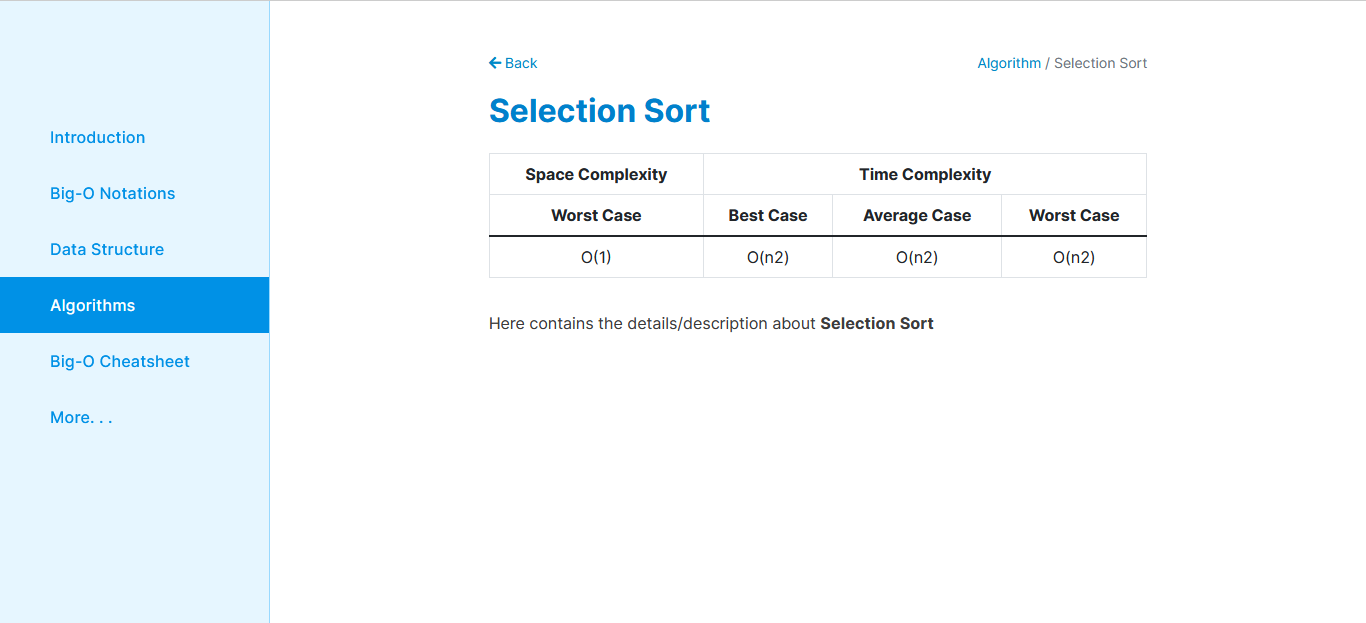 Introduction
Big-O Notations
Data Structure
Algorithms
Big-O Cheatsheet
More. . .
Back
Algorithm / Selection Sort
Selection Sort
Space Complexity Time Complexity
Worst Case Best Case Average Case Worst Case
O(1) O(n2) O(n2) O(n2)
Here contains the details/description about Selection Sort